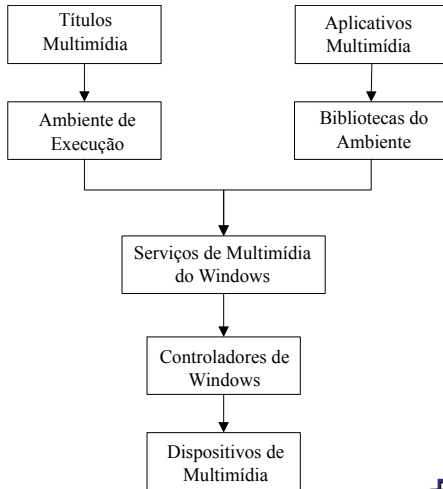 Títulos
Multimídia
Aplicativos
Multimídia
Ambiente de
Execução
Bibliotecas do
Ambiente
Serviços de Multimídia
do Windows
Controladores de
Windows
Dispositivos de
Multimídia